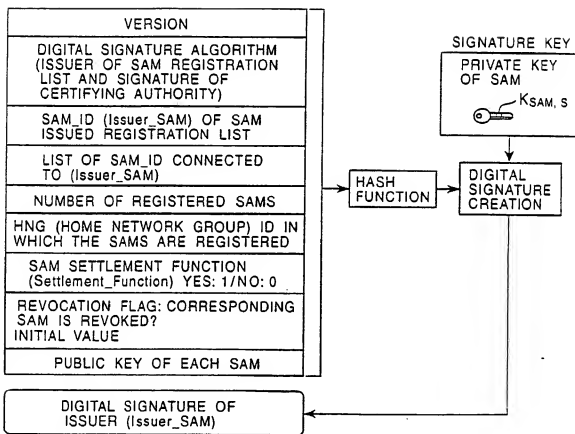 VERSION
DIGITAL SIGNATURE ALGORITHM
(ISSUER OF SAM REGISTRATION
LIST AND SIGNATURE OF
CERTIFYING AUTHORITY)
SAM_ID (Issuer_SAM) OF SAM
ISSUED REGISTRATION LIST
LIST OF SAM_ID CONNECTED
TO (Issuer_SAM)
NUMBER OF REGISTERED SAMS
HNG (HOME NETWORK GROUP) ID IN
WHICH THE SAMS ARE REGISTERED
SAM SETTLEMENT FUNCTION
(Settlement_Function) YES: 1/NO: 0
REVOCATION FLAG: CORRESPONDING
SAM IS REVOKED?
INITIAL VALUE
PUBLIC KEY OF EACH SAM
HASH
FUNCTION
SIGNATURE KEY
PRIVATE KEY
OF SAM
KSAM, S
DIGITAL
SIGNATURE
CREATION
DIGITAL SIGNATURE OF
ISSUER (Issuer_SAM)